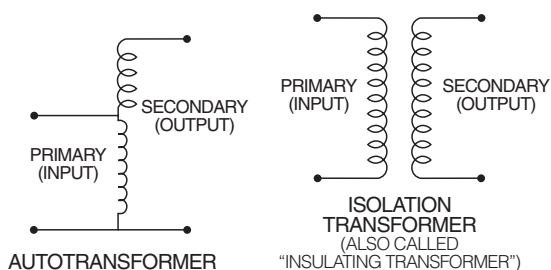 SECONDARY
(OUTPUT)
PRIMARY
(INPUT)
AUTOTRANSFORMER
PRIMARY
(INPUT)
SECONDARY
(OUTPUT)
ISOLATION
TRANSFORMER
(ALSO CALLED
“INSULATING TRANSFORMER”)